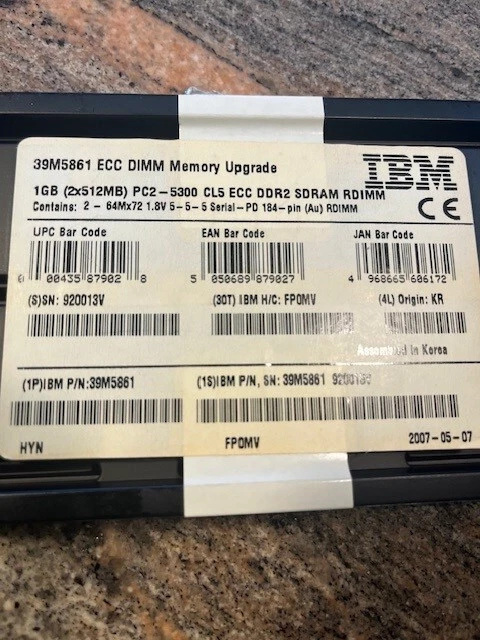 39M5861 ECC DIMM Memory Upgrade
IBM
1GB (2x512MB) PC2-5300 CL5 ECC DDR2 SDRAM RDIMM
Contains: 2 - 64Mx72 1.8V 5-5-5 Serial-PD 184-pin (Au) RDIMM
CE
UPC Bar Code EAN Bar Code JAN Bar Code
0 00435 87902 8 5 050689 879027 4 968665 606172
(S)SN: 920013V (30T) IBM H/C: FP0MV (4L) Origin: KR
Assembled in Korea
(1P)IBM P/N:39M5861 (1S)IBM P/N, SN: 39M5861
HYN FP0MV 2007-05-07